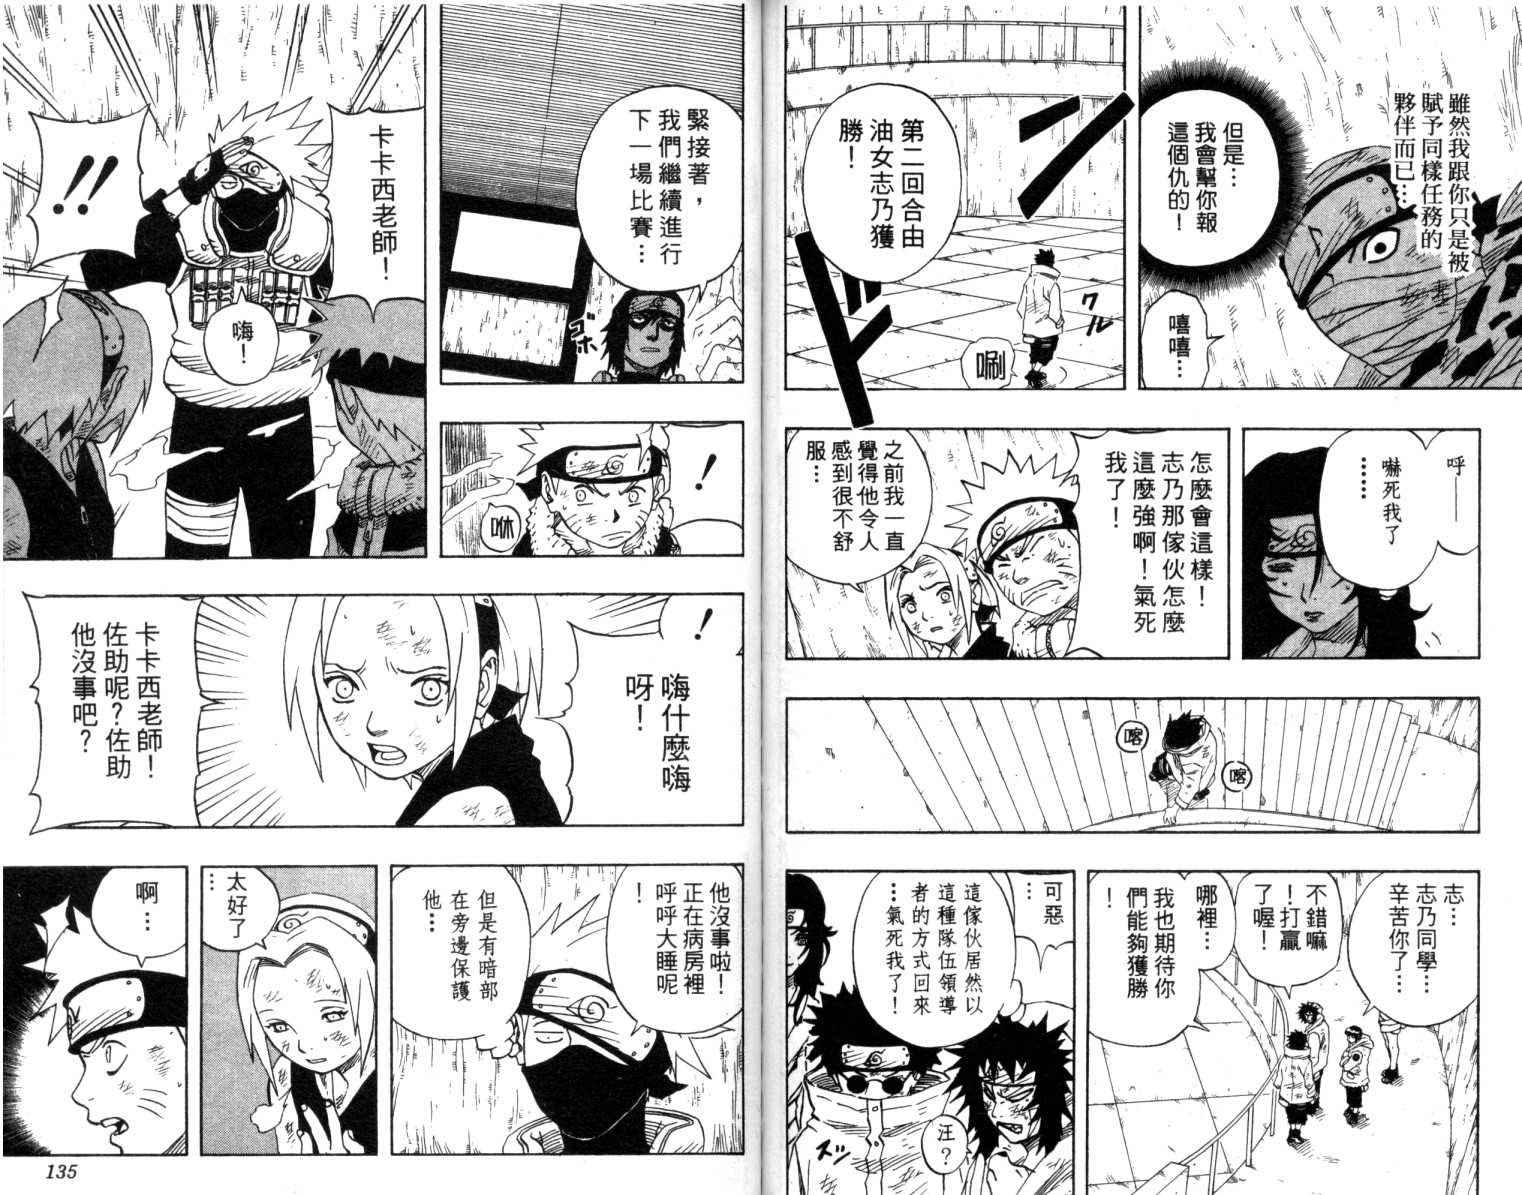 雖然我跟你只是被
賦予同樣任務的
夥伴而已…
但是…
我會幫你報
這個仇的！
嘻嘻…
第二回合由
油女志乃獲
勝！
クル
唰
呼—
嚇死我了
……
怎麼會這樣！
志乃那傢伙怎麼
這麼強啊！氣死
我了！
之前我一直
覺得他令人
感到很不舒
服…
喀
喀
志…
志乃同學…
辛苦你了…
不錯嘛
！打贏
了喔！
哪裡…
我也期待你
們能夠獲勝
！
可惡
…
這傢伙居然以
這種隊伍領導
者的方式回來
…氣死我了！
汪？
ズッ
緊接著，
我們繼續進行
下一場比賽…
ゴホ
卡卡西老師！
嗨！
！！
！
咻
！
嗨什麼嗨
呀！
卡卡西老師！
佐助呢？佐助
他沒事吧？
他沒事啦！
正在病房裡
呼呼大睡呢
！
但是有暗部
在旁邊保護
他…
太好了
…
啊…
135